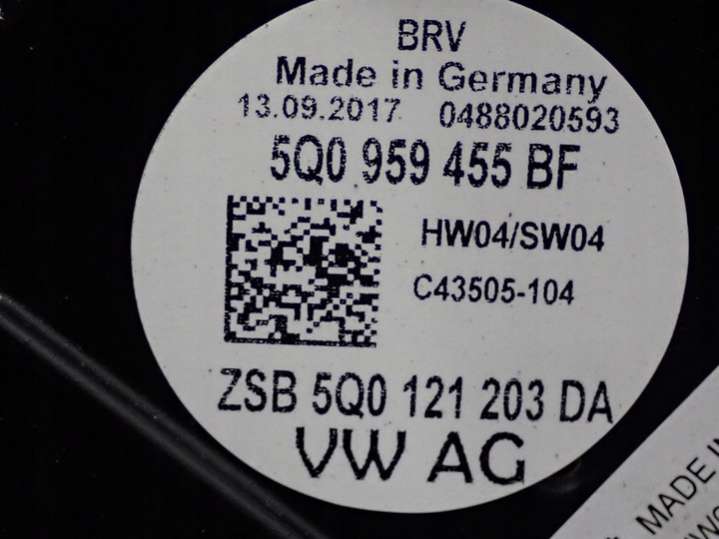 BRV
Made in Germany
13.09.2017 0488020593
5Q0 959 455 BF
HW04/SW04
C43505-104
ZSB 5Q0 121 203 DA
VW AG
MADE